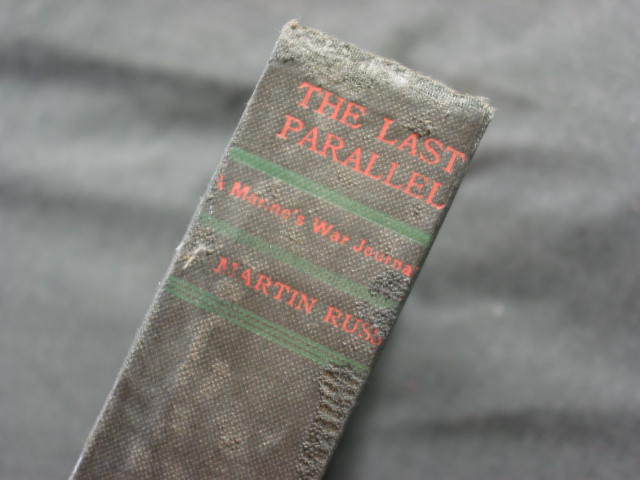 THE LAST
PARALLEL
A Marine's War Journal
MARTIN RUSS